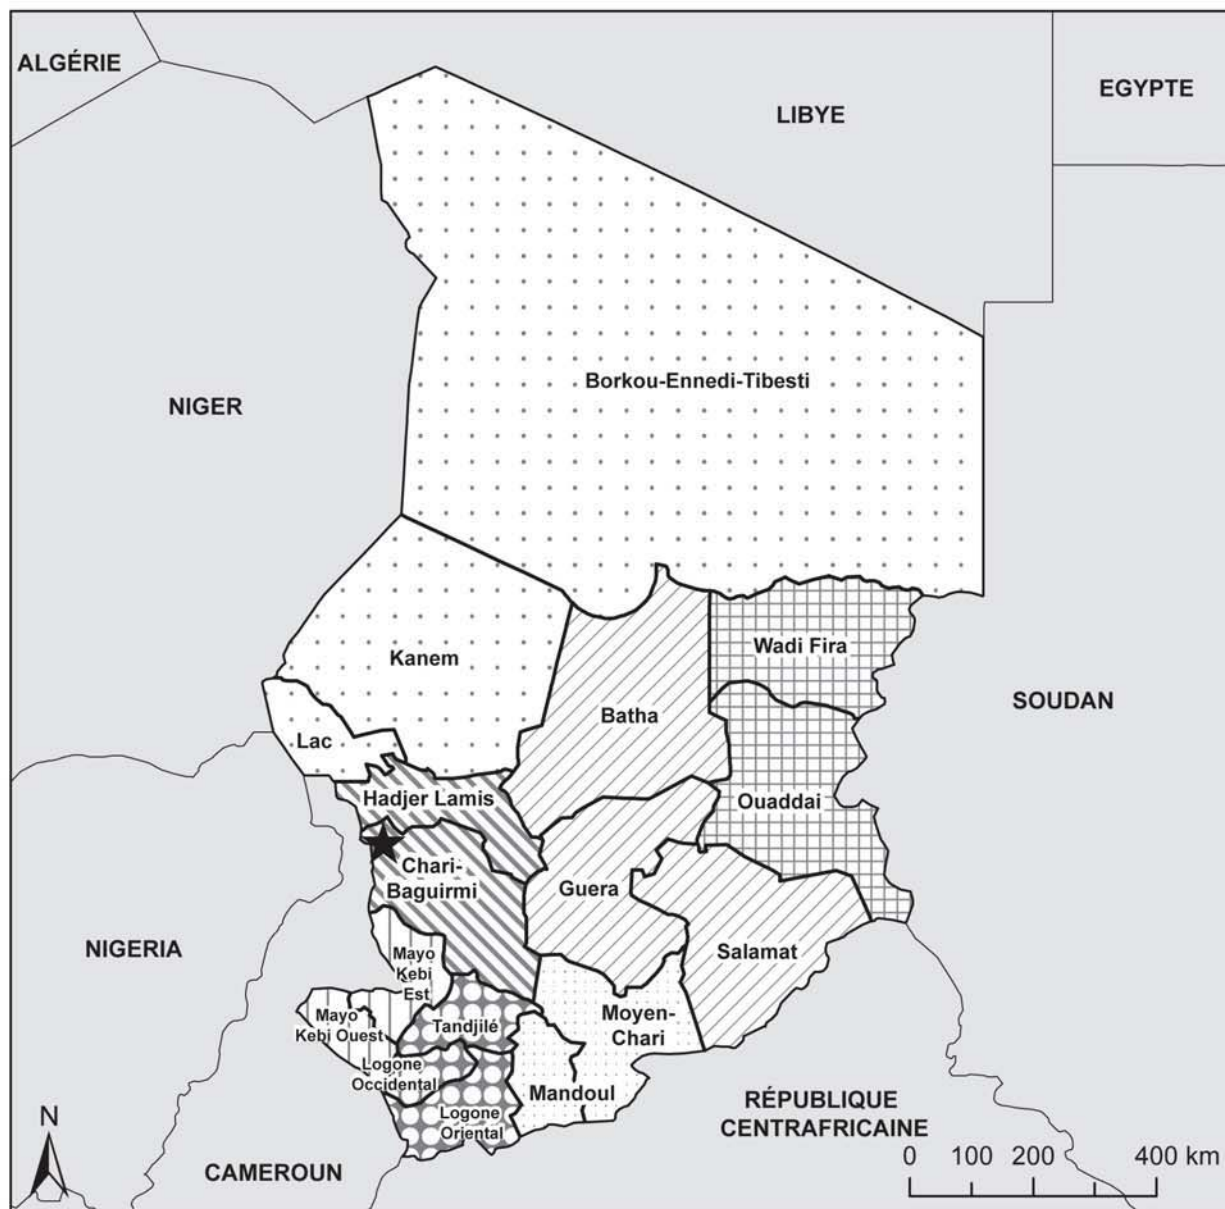 ALGÉRIE
LIBYE
EGYPTE
NIGER
Borkou-Ennedi-Tibesti
Kanem
Wadi Fira
Batha
SOUDAN
Lac
Hadjer Lamis
Ouaddai
Chari-
Baguirmi
Guera
NIGERIA
Mayo
Kebi
Est
Salamat
Mayo
Kebi Ouest
Tandjilé
Moyen-
Chari
Logone
Occidental
Mandoul
Logone
Oriental
RÉPUBLIQUE
CENTRAFRICAINE
N
CAMEROUN
0 100 200 400 km